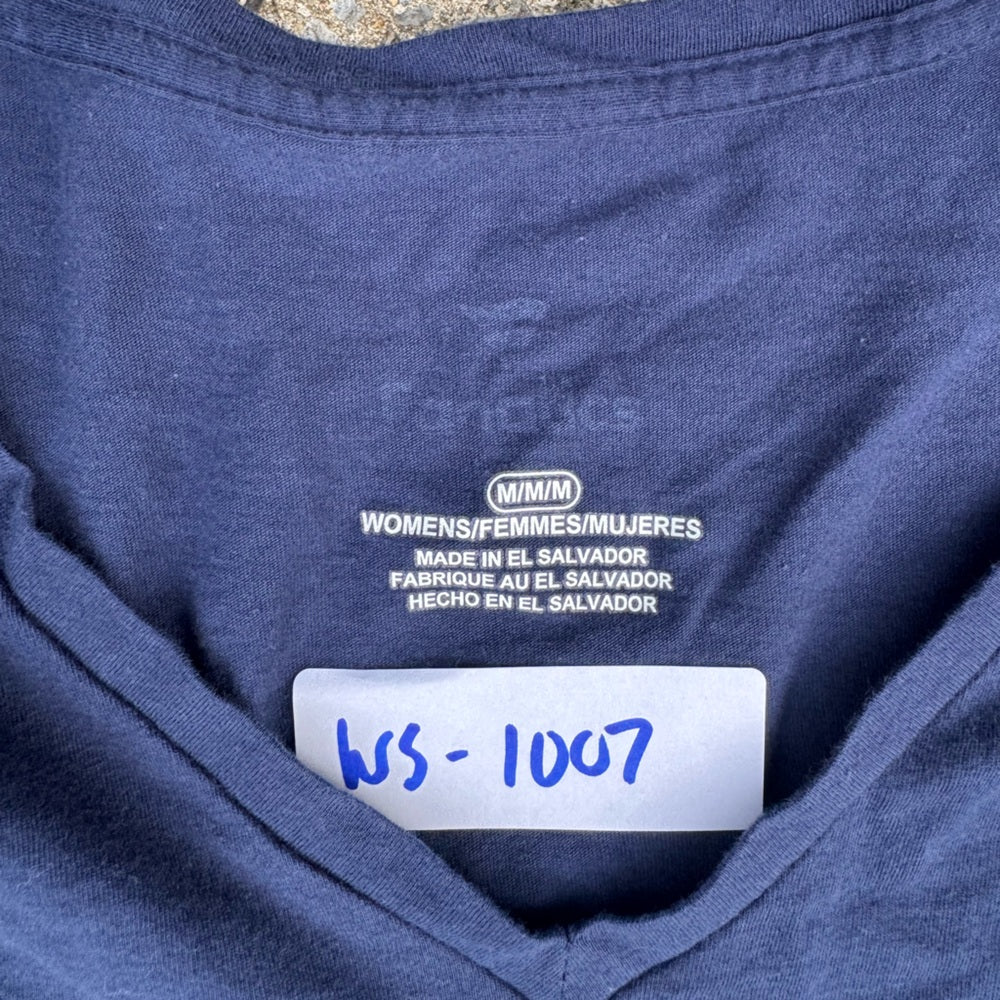 M/M/M
WOMENS/FEMMES/MUJERES
MADE IN EL SALVADOR
FABRIQUE AU EL SALVADOR
HECHO EN EL SALVADOR
WS-1007